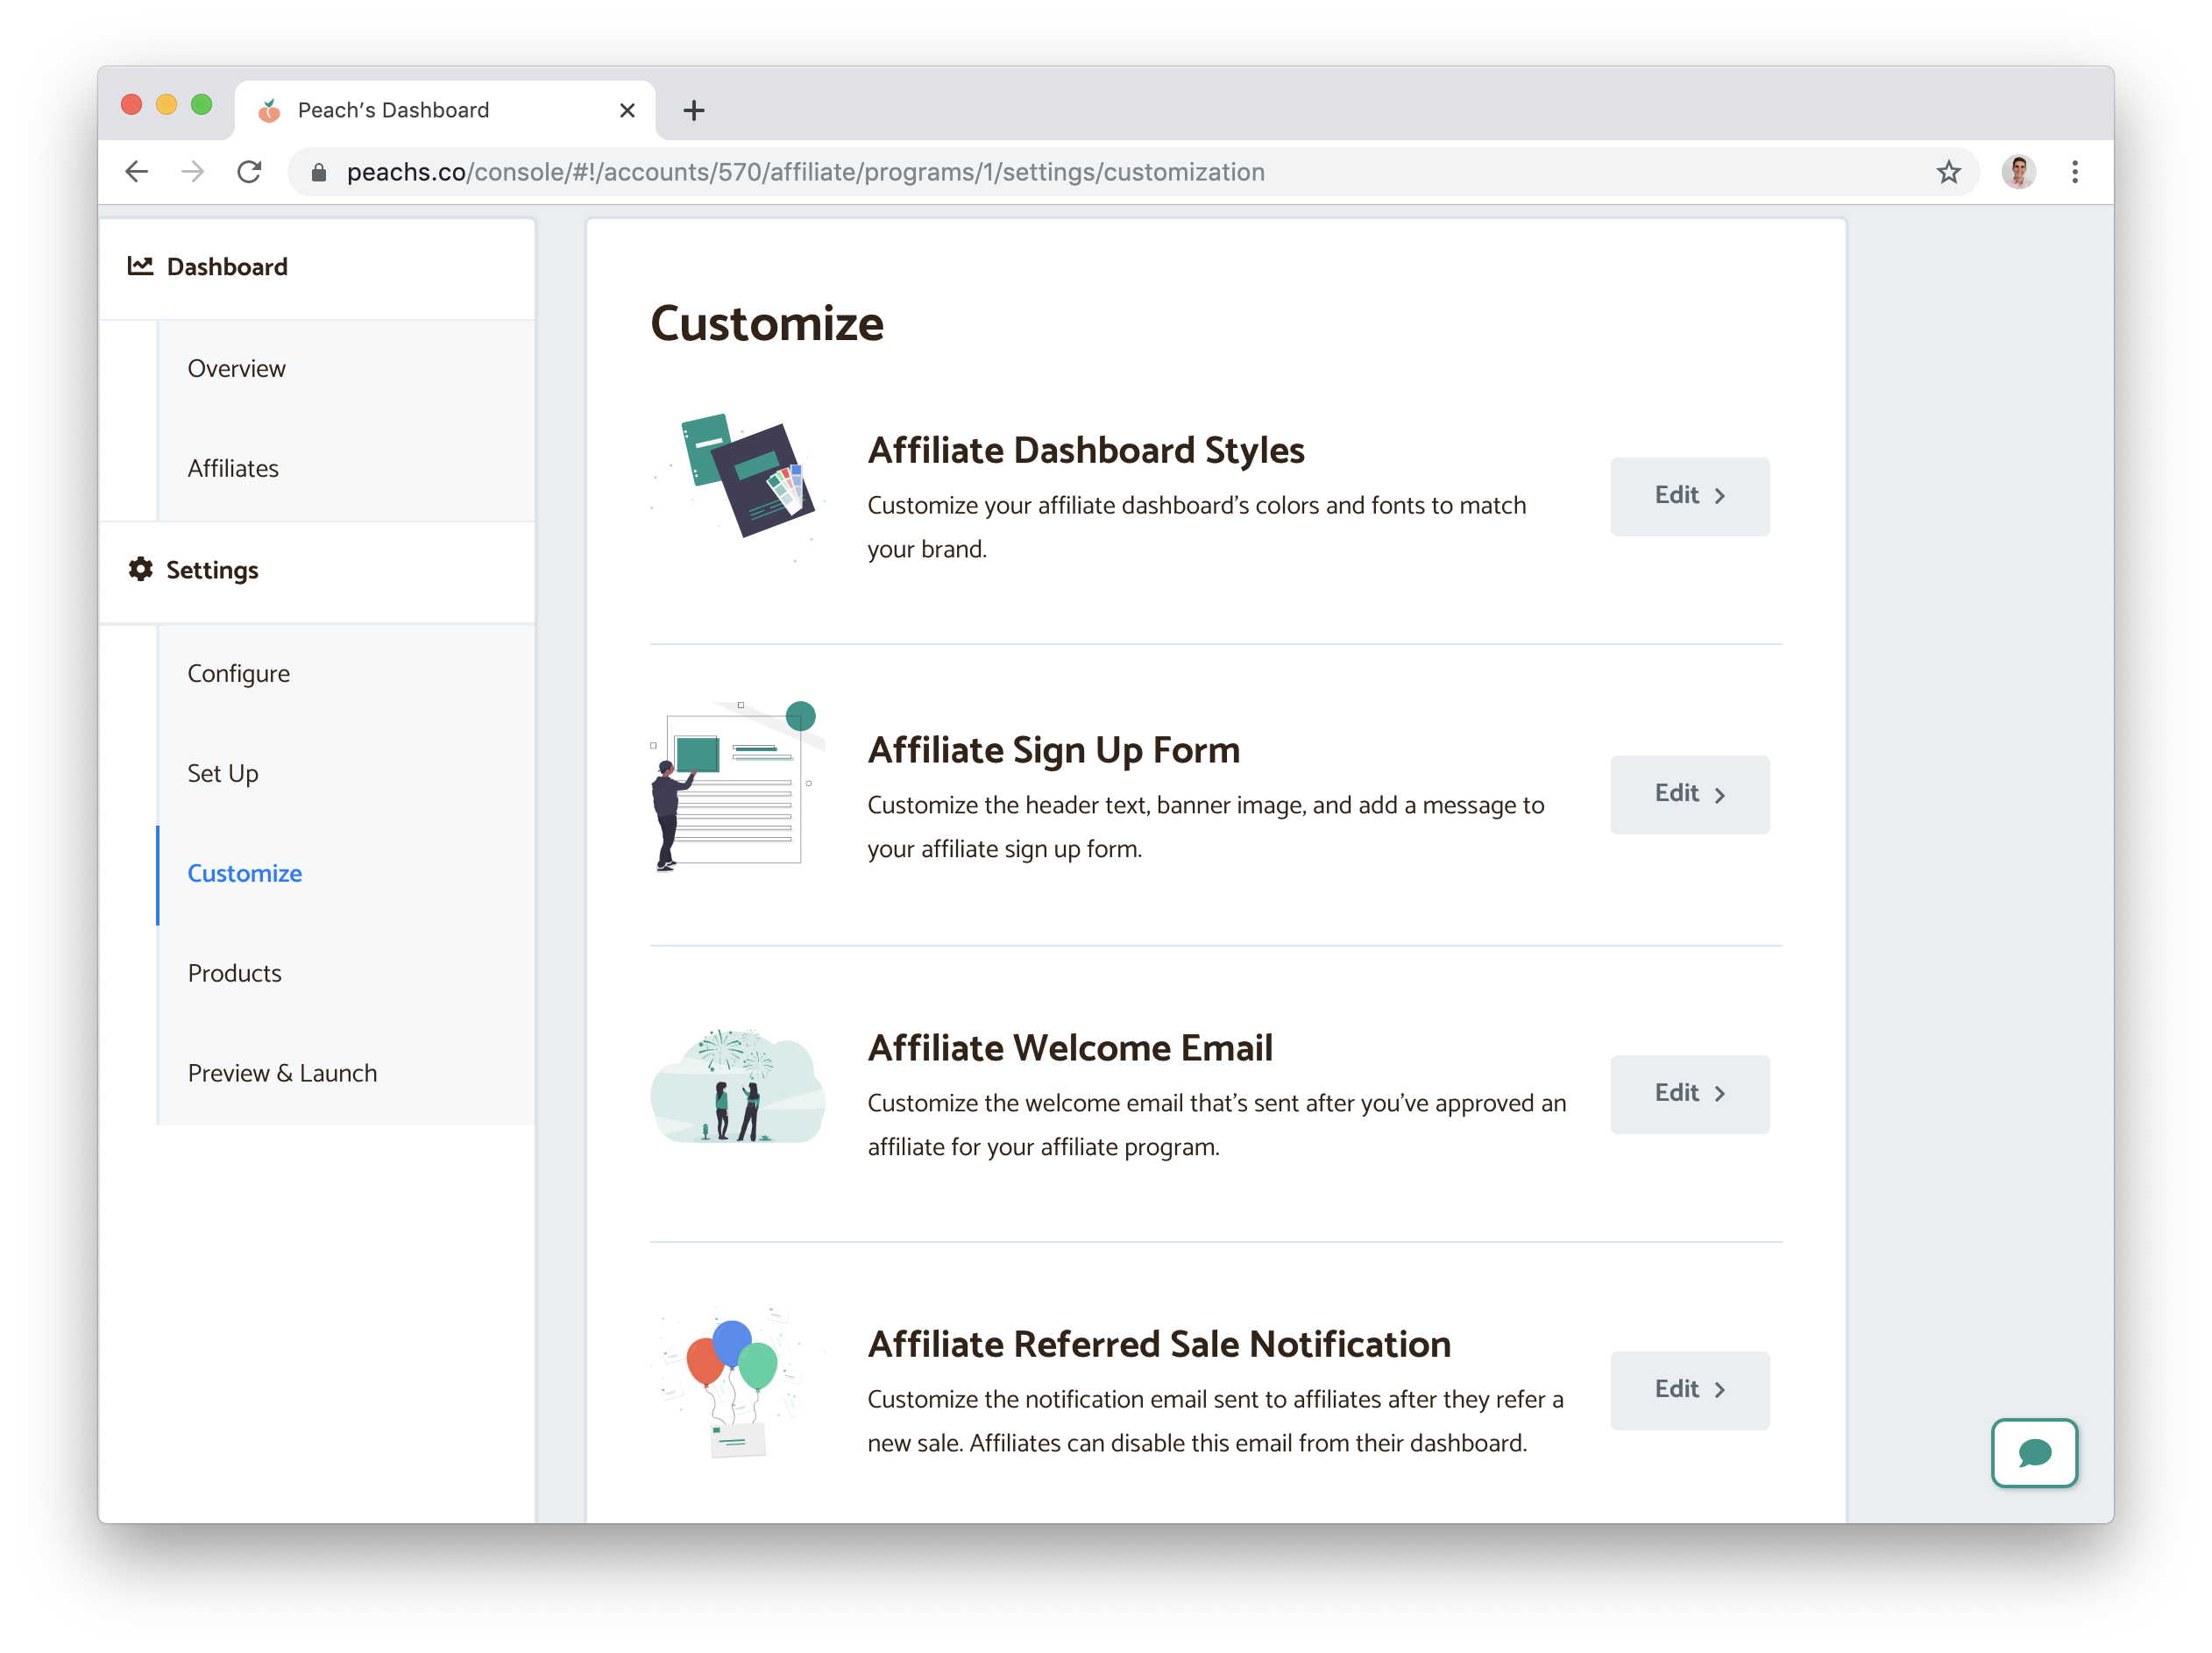 Peach's Dashboard
peachs.co/console/#!/accounts/570/affiliate/programs/1/settings/customization
Dashboard
Overview
Affiliates
Settings
Configure
Set Up
Customize
Products
Preview & Launch
Customize
Affiliate Dashboard Styles
Customize your affiliate dashboard's colors and fonts to match
your brand.
Edit
Affiliate Sign Up Form
Customize the header text, banner image, and add a message to
your affiliate sign up form.
Edit
Affiliate Welcome Email
Customize the welcome email that's sent after you've approved an
affiliate for your affiliate program.
Edit
Affiliate Referred Sale Notification
Customize the notification email sent to affiliates after they refer a
new sale. Affiliates can disable this email from their dashboard.
Edit